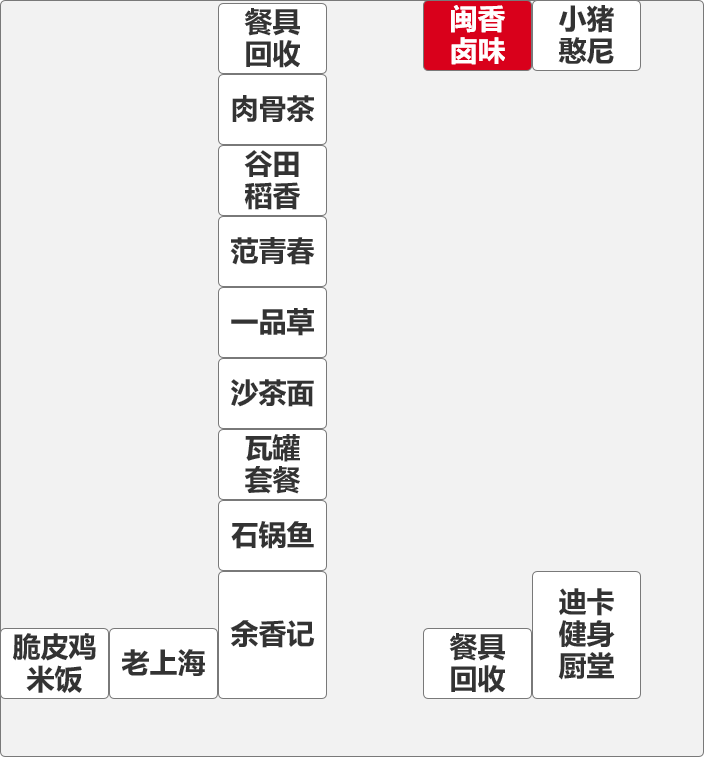 餐具
回收
闽香
卤味
小猪
憨尼
肉骨茶
谷田
稻香
范青春
一品草
沙茶面
瓦罐
套餐
石锅鱼
余香记
脆皮鸡
米饭
老上海
餐具
回收
迪卡
健身
厨堂